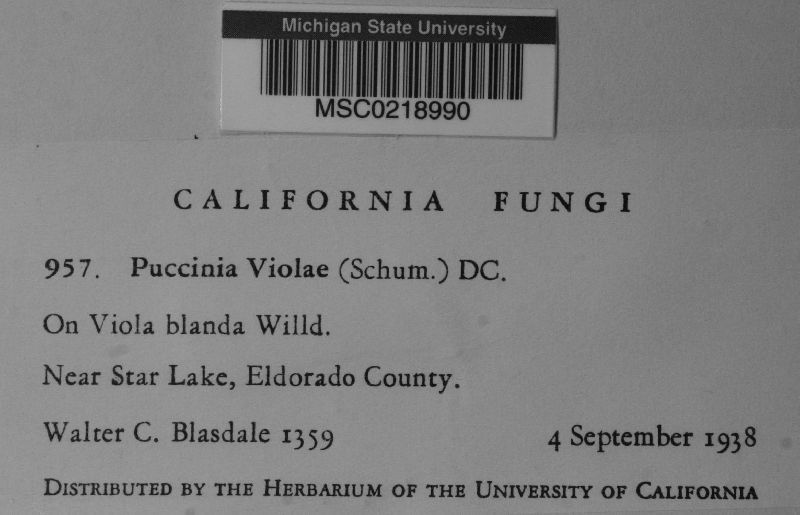 Michigan State University
MSC0218990
CALIFORNIA FUNGI
957. Puccinia Violae (Schum.) DC.
On Viola blanda Willd.
Near Star Lake, Eldorado County.
Walter C. Blasdale 1359 4 September 1938
DISTRIBUTED BY THE HERBARIUM OF THE UNIVERSITY OF CALIFORNIA